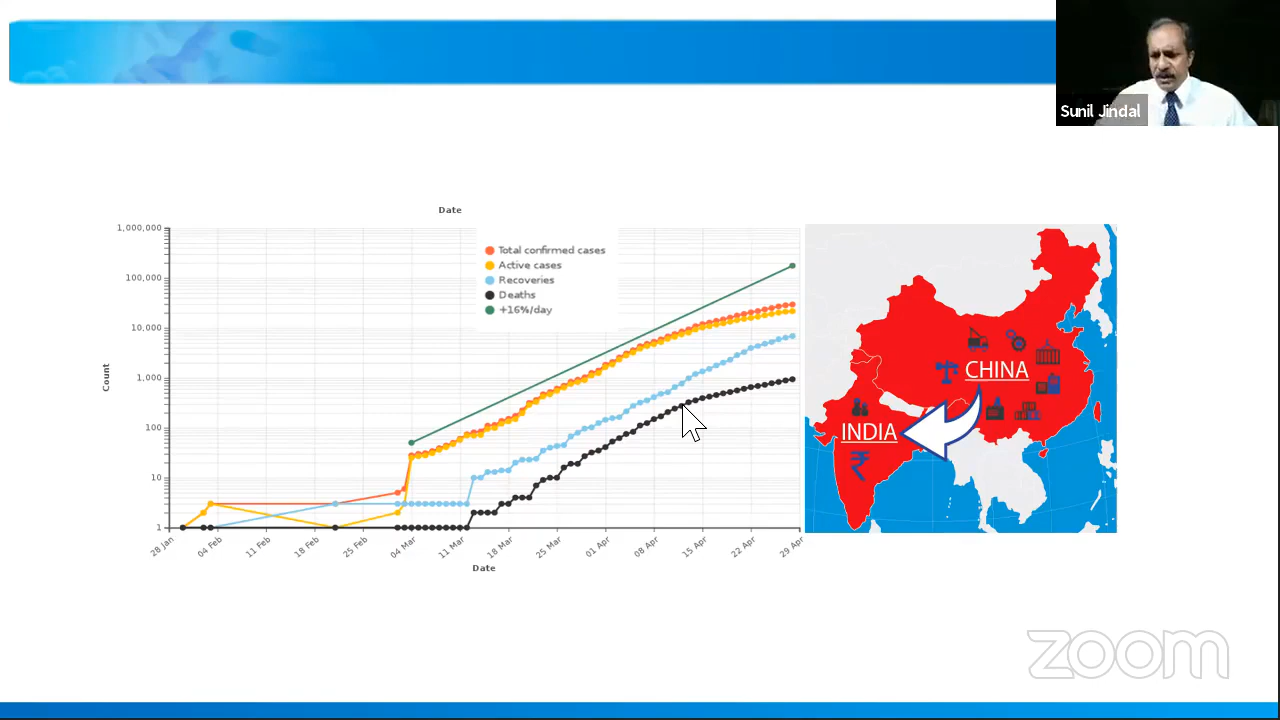 Sunil Jindal
Date
1,000,000
100,000
10,000
1,000
100
10
1
Count
Total confirmed cases
Active cases
Recoveries
Deaths
+16%/day
28 Jan
04 Feb
11 Feb
18 Feb
25 Feb
04 Mar
11 Mar
18 Mar
25 Mar
01 Apr
08 Apr
15 Apr
22 Apr
29 Apr
Date
CHINA
INDIA
₹
zoom